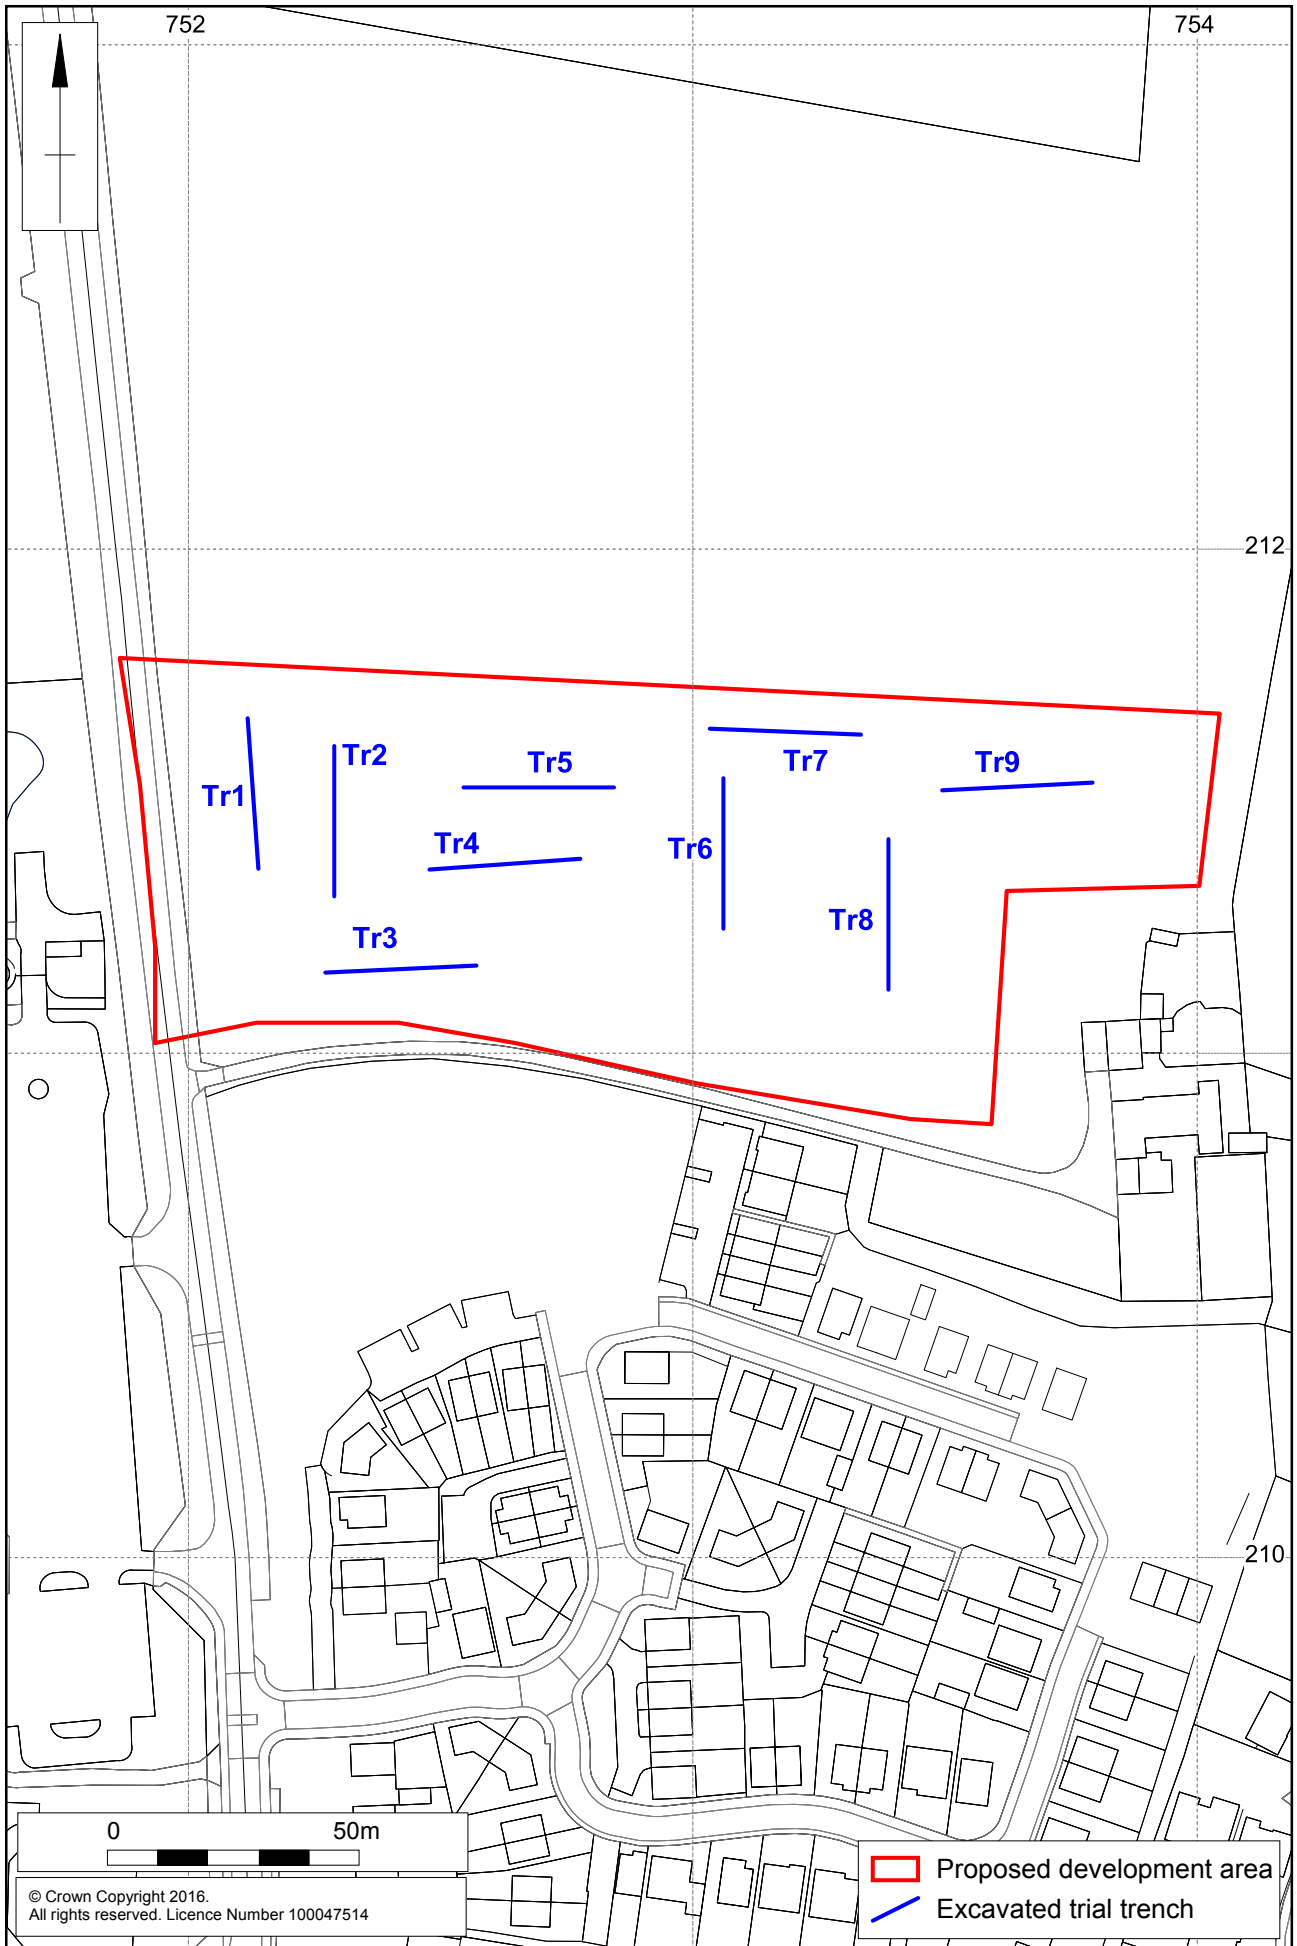 752
754
212
Tr2
Tr5
Tr7
Tr9
Tr1
Tr4
Tr6
Tr8
Tr3
210
0 50m
© Crown Copyright 2016.
All rights reserved. Licence Number 100047514
Proposed development area
Excavated trial trench